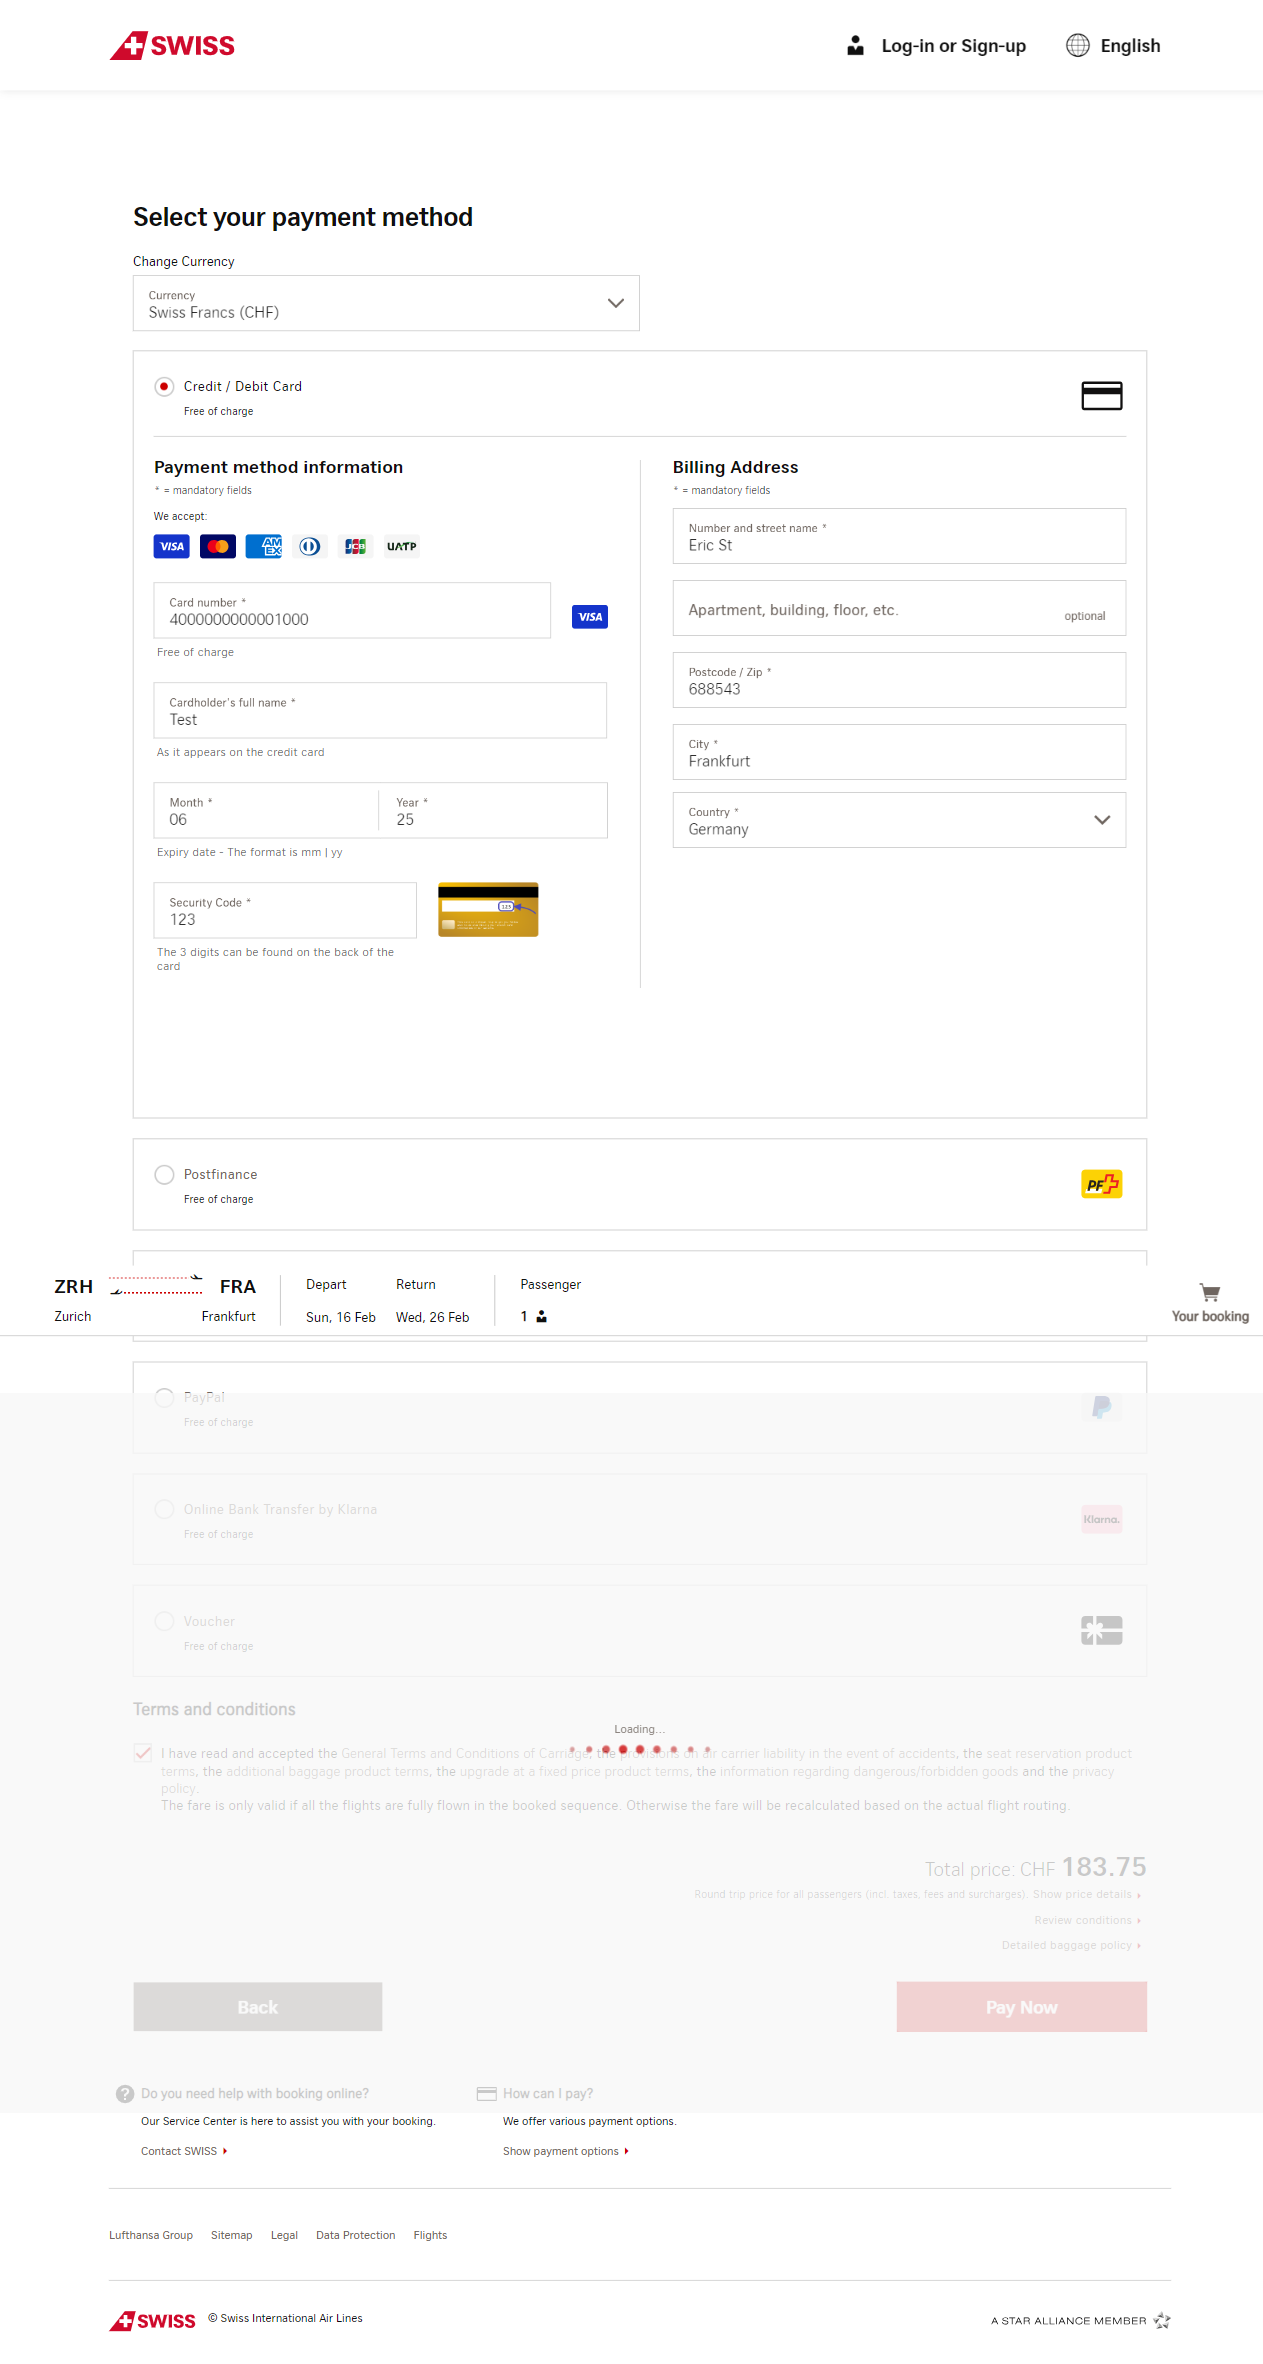 SWISS
Log-in or Sign-up
English
Select your payment method
Change Currency
Currency
Swiss Francs (CHF)
Credit / Debit Card
Free of charge
Payment method information
* = mandatory fields
We accept:
VISA
AM
EX
JCB
UATP
Card number *
4000000000001000
VISA
Free of charge
Cardholder's full name *
Test
As it appears on the credit card
Month *
06
Year *
25
Expiry date - The format is mm | yy
Security Code *
123
123
The 3 digits can be found on the back of the
card
Billing Address
* = mandatory fields
Number and street name *
Eric St
Apartment, building, floor, etc.
optional
Postcode / Zip *
688543
City *
Frankfurt
Country *
Germany
Postfinance
Free of charge
PF
ZRH
FRA
Zurich
Frankfurt
Depart
Return
Sun, 16 Feb
Wed, 26 Feb
Passenger
1
Your booking
PayPal
Free of charge
Online Bank Transfer by Klarna
Free of charge
Klarna.
Voucher
Free of charge
Terms and conditions
Loading...
I have read and accepted the General Terms and Conditions of Carriage, the provisions on air carrier liability in the event of accidents, the seat reservation product
terms, the additional baggage product terms, the upgrade at a fixed price product terms, the information regarding dangerous/forbidden goods and the privacy
policy.
The fare is only valid if all the flights are fully flown in the booked sequence. Otherwise the fare will be recalculated based on the actual flight routing.
Total price: CHF 183.75
Round trip price for all passengers (incl. taxes, fees and surcharges). Show price details
Review conditions
Detailed baggage policy
Back
Pay Now
Do you need help with booking online?
Our Service Center is here to assist you with your booking.
Contact SWISS
How can I pay?
We offer various payment options.
Show payment options
Lufthansa Group
Sitemap
Legal
Data Protection
Flights
SWISS
© Swiss International Air Lines
A STAR ALLIANCE MEMBER